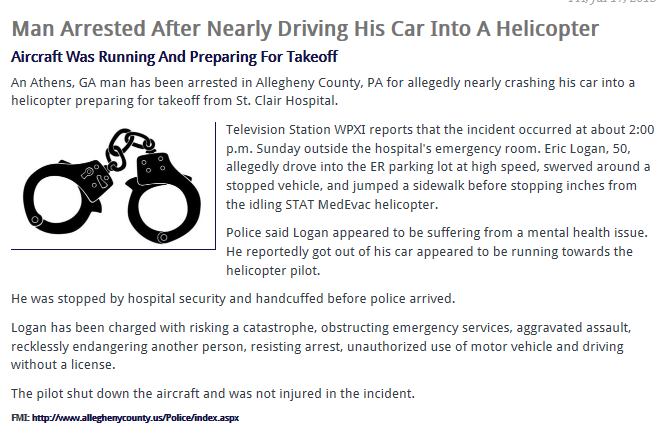 Fri, Jul 17, 2015
Man Arrested After Nearly Driving His Car Into A Helicopter
Aircraft Was Running And Preparing For Takeoff
An Athens, GA man has been arrested in Allegheny County, PA for allegedly nearly crashing his car into a
helicopter preparing for takeoff from St. Clair Hospital.
Television Station WPXI reports that the incident occurred at about 2:00
p.m. Sunday outside the hospital's emergency room. Eric Logan, 50,
allegedly drove into the ER parking lot at high speed, swerved around a
stopped vehicle, and jumped a sidewalk before stopping inches from
the idling STAT MedEvac helicopter.
Police said Logan appeared to be suffering from a mental health issue.
He reportedly got out of his car appeared to be running towards the
helicopter pilot.
He was stopped by hospital security and handcuffed before police arrived.
Logan has been charged with risking a catastrophe, obstructing emergency services, aggravated assault,
recklessly endangering another person, resisting arrest, unauthorized use of motor vehicle and driving
without a license.
The pilot shut down the aircraft and was not injured in the incident.
FMI: http://www.alleghenycounty.us/Police/index.aspx